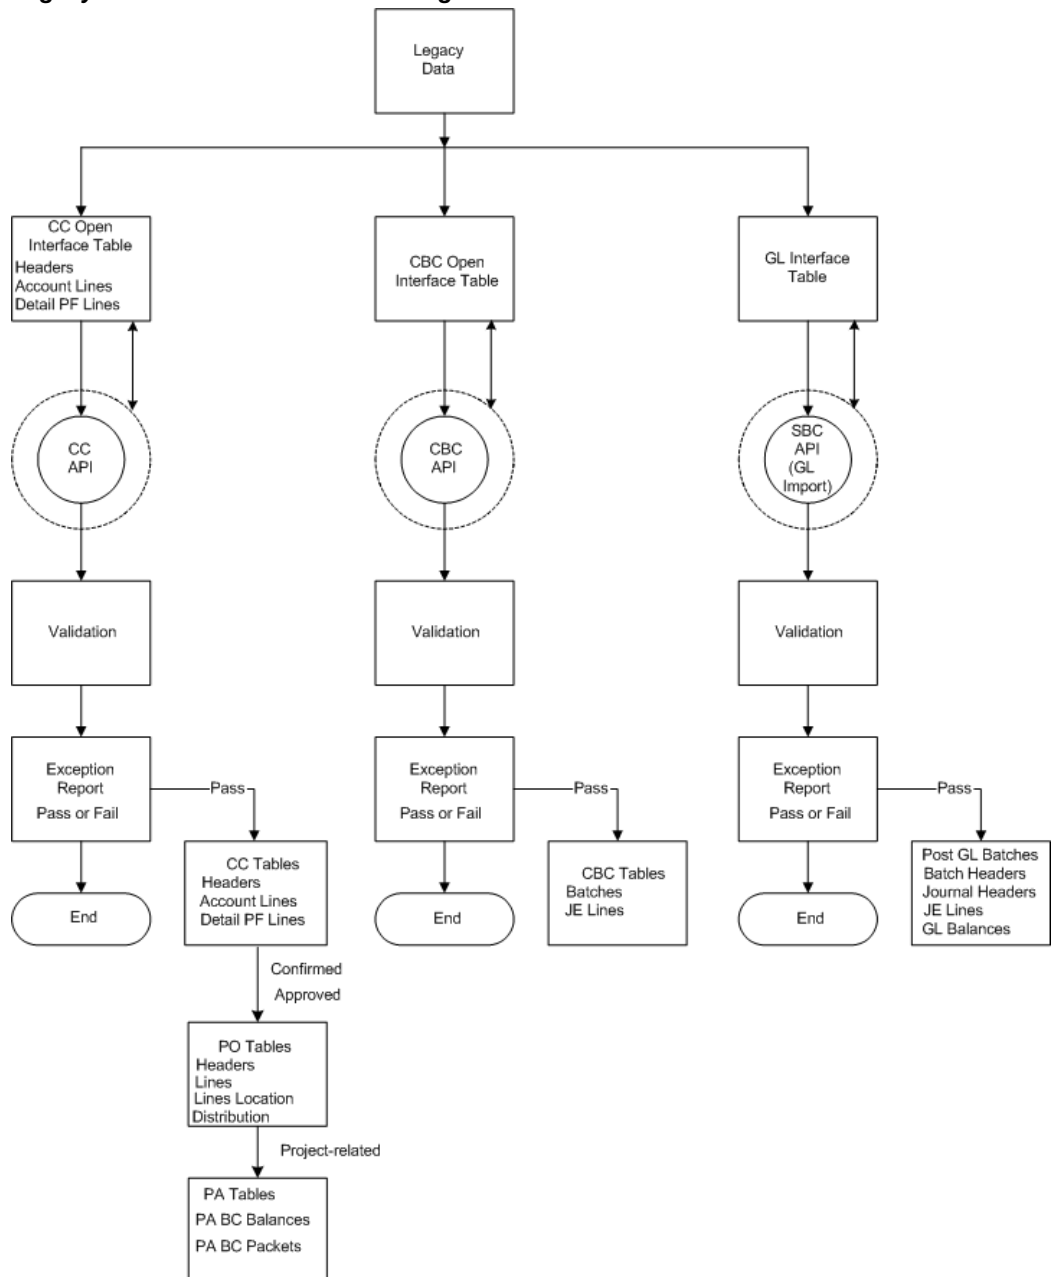 Legacy
Data
CC Open
Interface Table
Headers
Account Lines
Detail PF Lines
CBC Open
Interface Table
GL Interface
Table
CC
API
CBC
API
SBC
API
(GL
Import)
Validation
Validation
Validation
Exception
Report
Pass or Fail
Pass
Exception
Report
Pass or Fail
Pass
Exception
Report
Pass or Fail
Pass
End
CC Tables
Headers
Account Lines
Detail PF Lines
End
CBC Tables
Batches
JE Lines
End
Post GL Batches
Batch Headers
Journal Headers
JE Lines
GL Balances
Confirmed
Approved
PO Tables
Headers
Lines
Lines Location
Distribution
Project-related
PA Tables
PA BC Balances
PA BC Packets